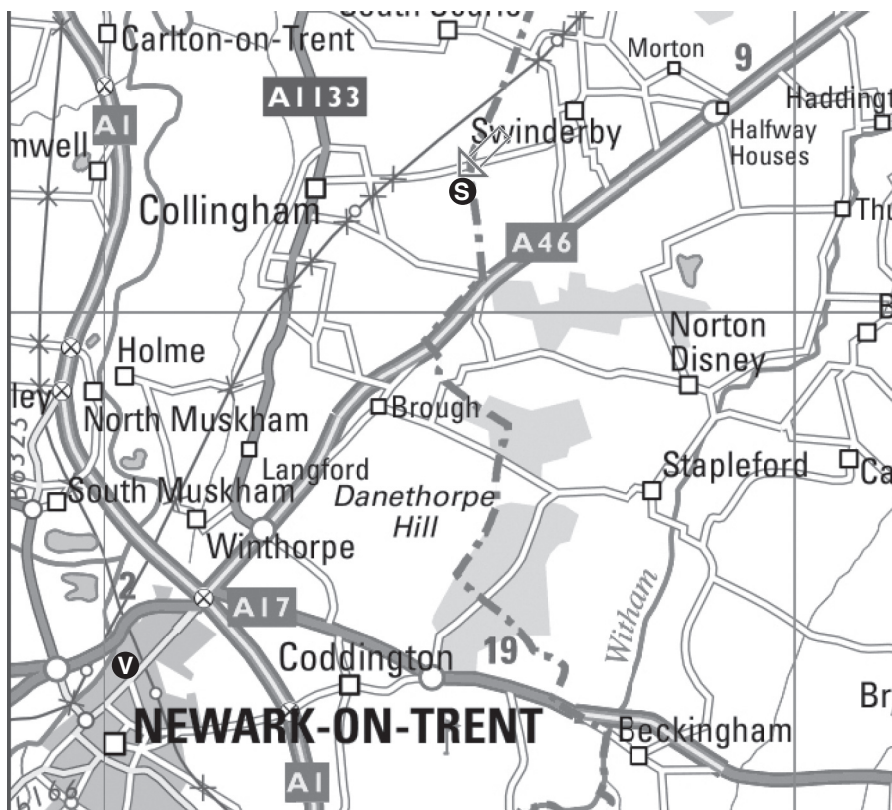 Carlton-on-Trent
A1133
Morton
9
A1
Swinderby
Halfway
Houses
S
Collingham
A46
Norton
Disney
Holme
Brough
North Muskham
Langford
Stapleford
South Muskham
Danethorpe
Hill
Winthorpe
2
A17
Witham
V
Coddington
19
NEWARK-ON-TRENT
Beckingham
A1